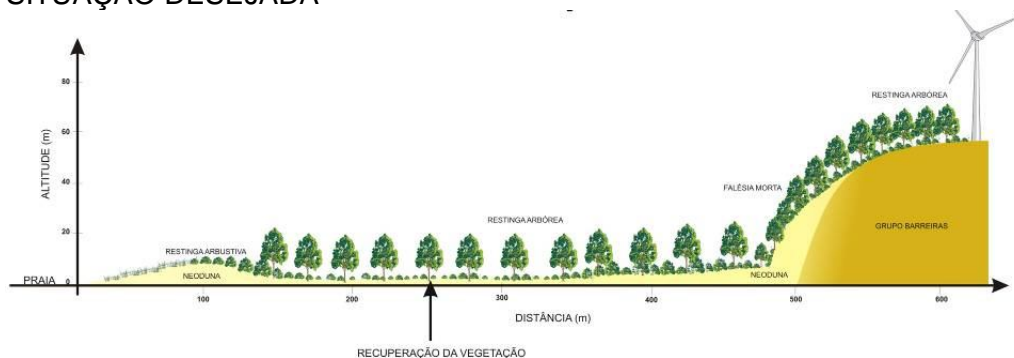 SITUAÇÃO DESEJADA
80
60
40
20
0
ALTITUDE (m)
RESTINGA ARBÓREA
FALÉSIA MORTA
RESTINGA ARBÓREA
GRUPO BARREIRAS
RESTINGA ARBUSTIVA
NEODUNA
NEODUNA
PRAIA
100
200
300
400
500
600
DISTÂNCIA (m)
RECUPERAÇÃO DA VEGETAÇÃO